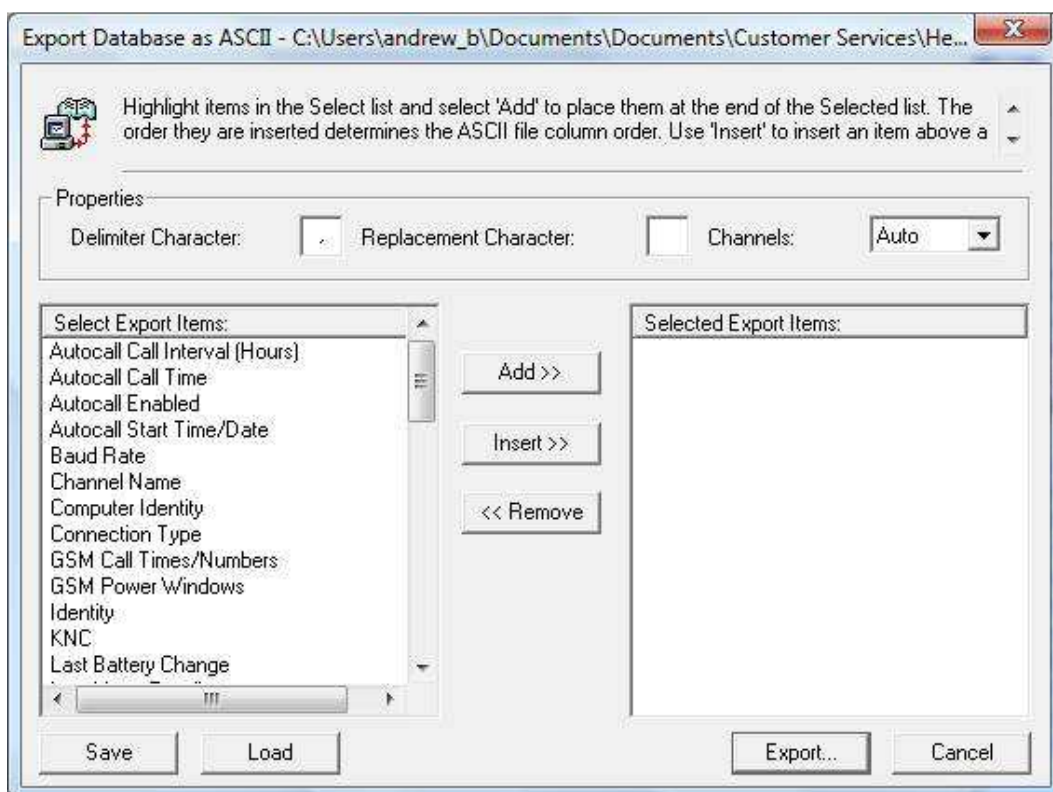 Export Database as ASCII - C:\Users\andrew_b\Documents\Documents\Customer Services\He...
Highlight items in the Select list and select 'Add' to place them at the end of the Selected list. The
order they are inserted determines the ASCII file column order. Use 'Insert' to insert an item above a
Properties
Delimiter Character: , Replacement Character: Channels: Auto
Select Export Items:
Autocall Call Interval (Hours)
Autocall Call Time
Autocall Enabled
Autocall Start Time/Date
Baud Rate
Channel Name
Computer Identity
Connection Type
GSM Call Times/Numbers
GSM Power Windows
Identity
KNC
Last Battery Change
Add >>
Insert >>
<< Remove
Selected Export Items:
Save Load Export... Cancel